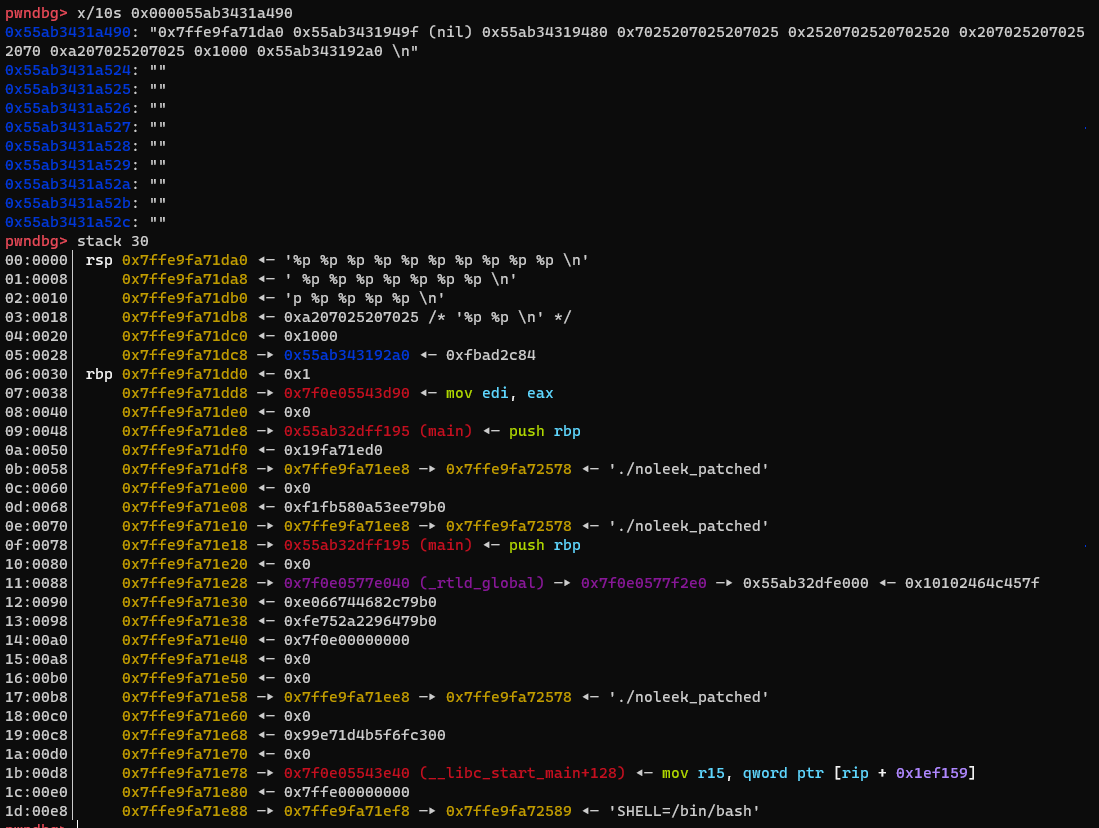 pwndbg> x/10s 0x000055ab3431a490
0x55ab3431a490: "0x7ffe9fa71da0 0x55ab3431949f (nil) 0x55ab34319480 0x7025207025207025 0x2520702520702520 0x207025207025
2070 0xa207025207025 0x1000 0x55ab343192a0 \n"
0x55ab3431a524: ""
0x55ab3431a525: ""
0x55ab3431a526: ""
0x55ab3431a527: ""
0x55ab3431a528: ""
0x55ab3431a529: ""
0x55ab3431a52a: ""
0x55ab3431a52b: ""
0x55ab3431a52c: ""
pwndbg> stack 30
00:0000│ rsp 0x7ffe9fa71da0 ◂— '%p %p %p %p %p %p %p %p %p %p \n'
01:0008│     0x7ffe9fa71da8 ◂— ' %p %p %p %p %p %p %p \n'
02:0010│     0x7ffe9fa71db0 ◂— 'p %p %p %p %p \n'
03:0018│     0x7ffe9fa71db8 ◂— 0xa207025207025 /* '%p %p \n' */
04:0020│     0x7ffe9fa71dc0 ◂— 0x1000
05:0028│     0x7ffe9fa71dc8 —▸ 0x55ab343192a0 ◂— 0xfbad2c84
06:0030│ rbp 0x7ffe9fa71dd0 ◂— 0x1
07:0038│     0x7ffe9fa71dd8 —▸ 0x7f0e05543d90 ◂— mov edi, eax
08:0040│     0x7ffe9fa71de0 ◂— 0x0
09:0048│     0x7ffe9fa71de8 —▸ 0x55ab32dff195 (main) ◂— push rbp
0a:0050│     0x7ffe9fa71df0 ◂— 0x19fa71ed0
0b:0058│     0x7ffe9fa71df8 —▸ 0x7ffe9fa71ee8 —▸ 0x7ffe9fa72578 ◂— './noleek_patched'
0c:0060│     0x7ffe9fa71e00 ◂— 0x0
0d:0068│     0x7ffe9fa71e08 ◂— 0xf1fb580a53ee79b0
0e:0070│     0x7ffe9fa71e10 —▸ 0x7ffe9fa71ee8 —▸ 0x7ffe9fa72578 ◂— './noleek_patched'
0f:0078│     0x7ffe9fa71e18 —▸ 0x55ab32dff195 (main) ◂— push rbp
10:0080│     0x7ffe9fa71e20 ◂— 0x0
11:0088│     0x7ffe9fa71e28 —▸ 0x7f0e0577e040 (_rtld_global) —▸ 0x7f0e0577f2e0 —▸ 0x55ab32dfe000 ◂— 0x10102464c457f
12:0090│     0x7ffe9fa71e30 ◂— 0xe066744682c79b0
13:0098│     0x7ffe9fa71e38 ◂— 0xfe752a2296479b0
14:00a0│     0x7ffe9fa71e40 ◂— 0x7f0e00000000
15:00a8│     0x7ffe9fa71e48 ◂— 0x0
16:00b0│     0x7ffe9fa71e50 ◂— 0x0
17:00b8│     0x7ffe9fa71e58 —▸ 0x7ffe9fa71ee8 —▸ 0x7ffe9fa72578 ◂— './noleek_patched'
18:00c0│     0x7ffe9fa71e60 ◂— 0x0
19:00c8│     0x7ffe9fa71e68 ◂— 0x99e71d4b5f6fc300
1a:00d0│     0x7ffe9fa71e70 ◂— 0x0
1b:00d8│     0x7ffe9fa71e78 —▸ 0x7f0e05543e40 (__libc_start_main+128) ◂— mov r15, qword ptr [rip + 0x1ef159]
1c:00e0│     0x7ffe9fa71e80 ◂— 0x7ffe00000000
1d:00e8│     0x7ffe9fa71e88 —▸ 0x7ffe9fa71ef8 —▸ 0x7ffe9fa72589 ◂— 'SHELL=/bin/bash'